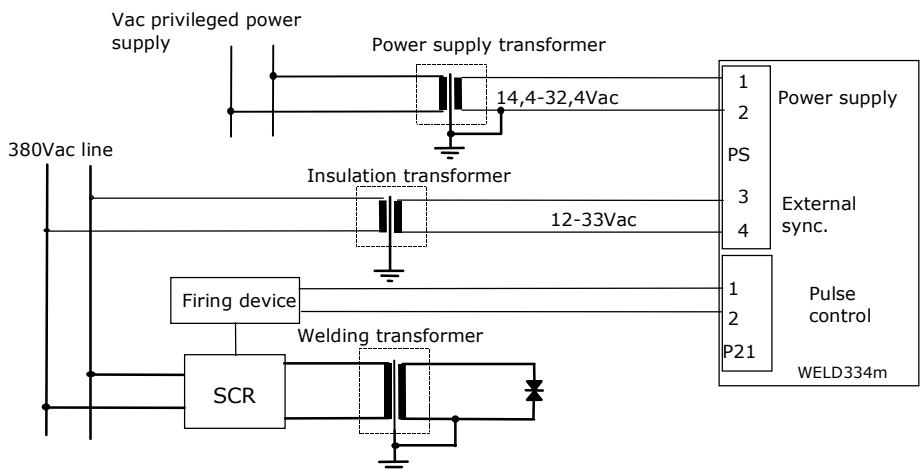 Vac privileged power
supply
Power supply transformer
1
14,4-32,4Vac
Power supply
2
380Vac line
PS
Insulation transformer
3
External
sync.
12-33Vac
4
Firing device
1
Pulse
control
2
Welding transformer
P21
WELD334m
SCR